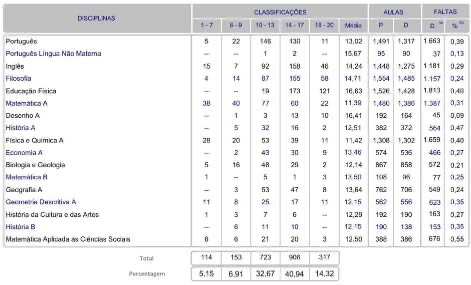 DISCIPLINAS CLASSIFICAÇÕES AULAS FALTAS
1 - 7 6 - 9 10 - 13 14 - 17 18 - 20 Média P D D %
Português 5 22 146 130 11 13,02 1,491 1,317 1.663 0,39
Português Língua Não Materna -- -- 1 2 -- 15,67 95 90 37 0,13
Inglês 15 7 92 158 46 14,24 1,448 1,275 1.181 0,29
Filosofia 4 14 87 155 58 14,71 1,554 1,485 1.157 0,24
Educação Física -- -- 19 173 121 16,63 1,526 1,428 1.813 0,40
Matemática A 38 40 77 60 22 11,39 1,480 1,386 1.387 0,31
Desenho A -- 1 3 13 10 16,41 192 164 45 0,09
História A -- 5 32 16 2 12,51 382 372 564 0,47
Física e Química A 28 20 53 39 11 11,42 1,308 1,302 1.659 0,40
Economia A -- 2 43 30 9 13,46 574 536 466 0,27
Biologia e Geologia 5 16 48 29 2 12,14 867 858 572 0,21
Matemática B 1 -- 5 1 3 13,50 108 96 77 0,25
Geografia A -- 3 53 47 8 13,64 762 706 549 0,24
Geometria Descritiva A 11 8 25 17 11 12,15 562 556 623 0,35
História da Cultura e das Artes 1 3 7 6 -- 12,29 192 190 163 0,27
História B -- 6 11 10 -- 12,15 190 138 153 0,35
Matemática Aplicada às Ciências Sociais 6 6 21 20 3 12,50 388 386 676 0,55
Total 114 153 723 906 317
Percentagem 5,15 6,91 32,67 40,94 14,32